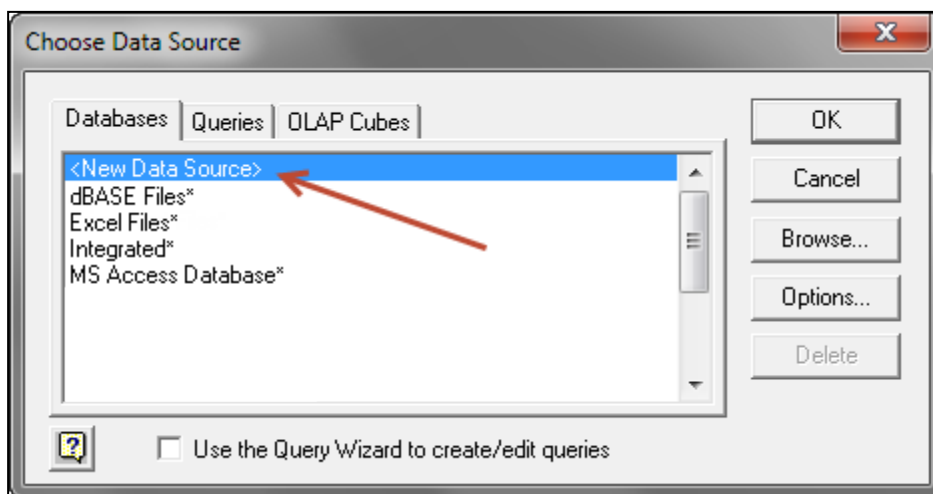 Choose Data Source
Databases Queries OLAP Cubes
<New Data Source>
dBASE Files*
Excel Files*
Integrated*
MS Access Database*
OK
Cancel
Browse...
Options...
Delete
Use the Query Wizard to create/edit queries